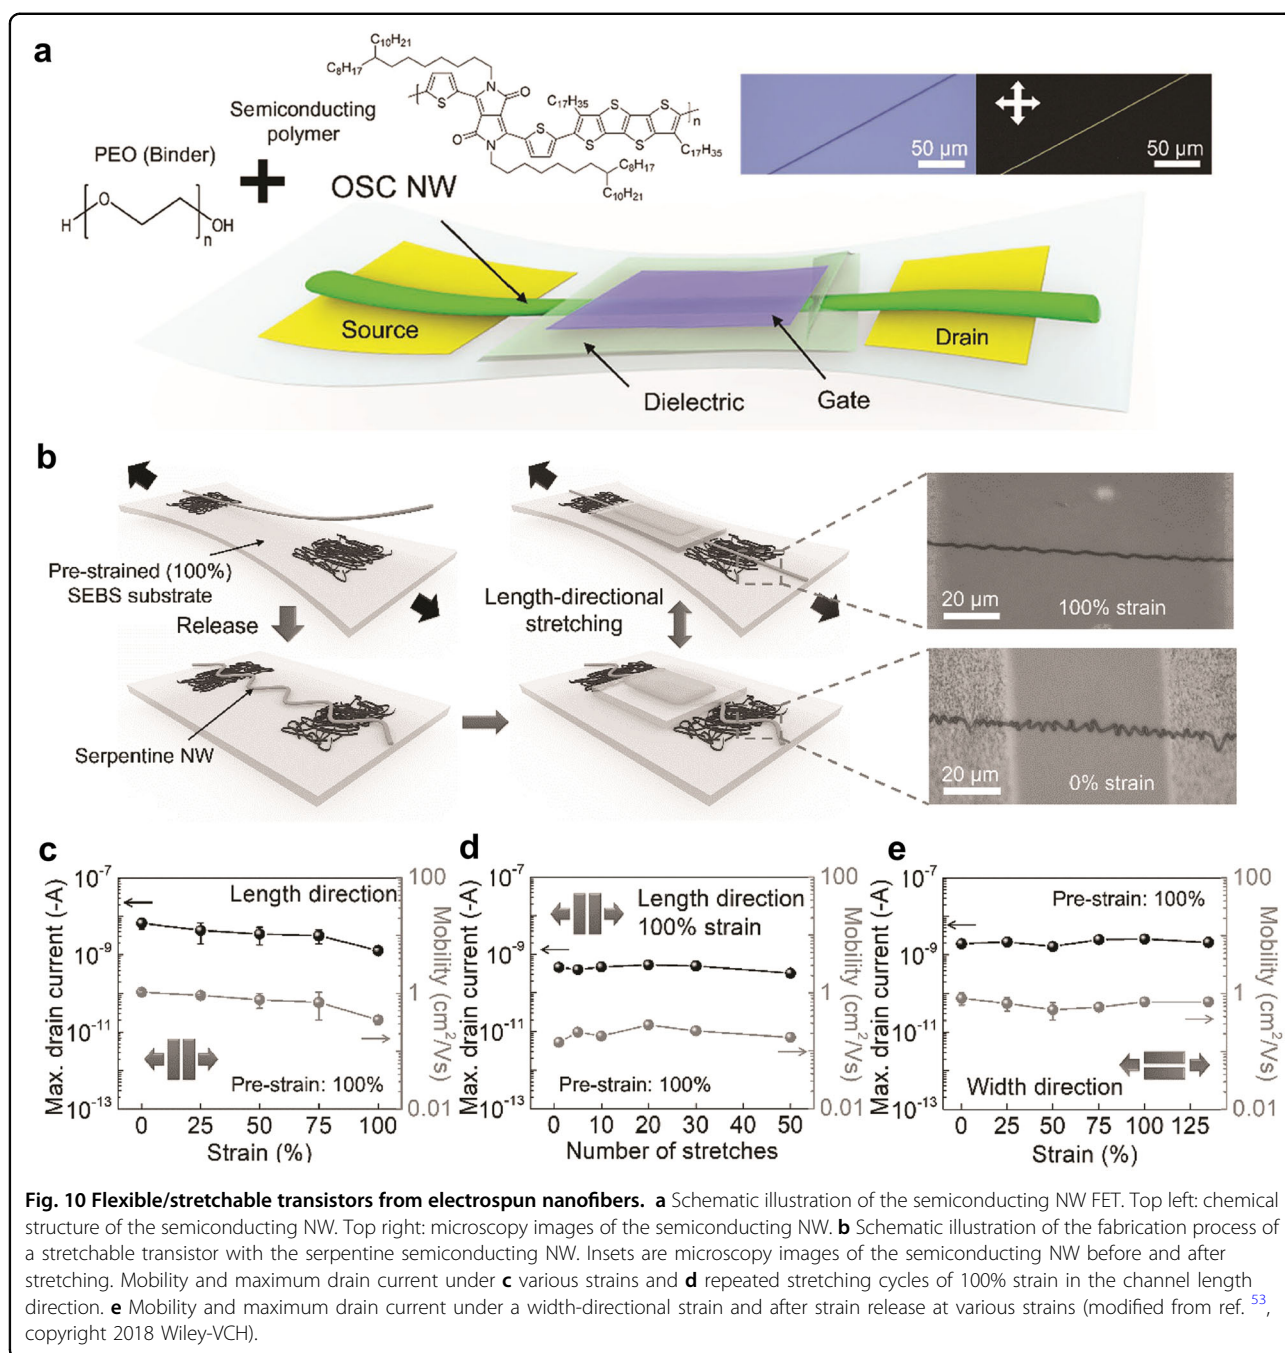 a
C10H21
C8H17
N
O
S
S
C17H35
S
S
S
n
O
N
S
S
S
C17H35
C8H17
C10H21
Semiconducting
polymer
PEO (Binder)
+
H
O
OH
n
OSC NW
50 µm
50 µm
Source
Drain
Dielectric
Gate
b
Pre-strained (100%)
SEBS substrate
Release
Serpentine NW
Length-directional
stretching
20 µm
100% strain
20 µm
0% strain
c
Length direction
Pre-strain: 100%
Max. drain current (-A)
10^-7
10^-9
10^-11
10^-13
0 25 50 75 100
Strain (%)
100
1
0.01
Mobility (cm^2/Vs)
d
Length direction
100% strain
Pre-strain: 100%
Max. drain current (-A)
10^-7
10^-9
10^-11
10^-13
0 10 20 30 40 50
Number of stretches
100
1
0.01
Mobility (cm^2/Vs)
e
Pre-strain: 100%
Width direction
Max. drain current (-A)
10^-7
10^-9
10^-11
10^-13
0 25 50 75 100 125
Strain (%)
100
1
0.01
Mobility (cm^2/Vs)
Fig. 10 Flexible/stretchable transistors from electrospun nanofibers. a Schematic illustration of the semiconducting NW FET. Top left: chemical
structure of the semiconducting NW. Top right: microscopy images of the semiconducting NW. b Schematic illustration of the fabrication process of
a stretchable transistor with the serpentine semiconducting NW. Insets are microscopy images of the semiconducting NW before and after
stretching. Mobility and maximum drain current under c various strains and d repeated stretching cycles of 100% strain in the channel length
direction. e Mobility and maximum drain current under a width-directional strain and after strain release at various strains (modified from ref. 53,
copyright 2018 Wiley-VCH).